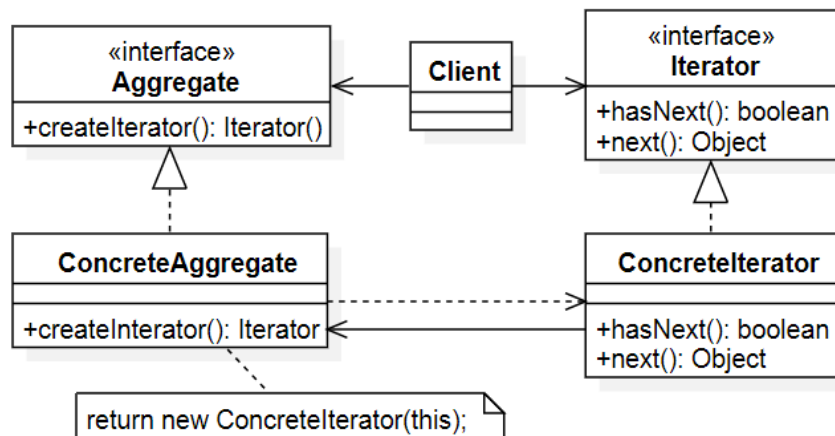 «interface»
Aggregate
+createIterator(): Iterator()
Client
«interface»
Iterator
+hasNext(): boolean
+next(): Object
ConcreteAggregate
+createInterator(): Iterator
ConcreteIterator
+hasNext(): boolean
+next(): Object
return new ConcreteIterator(this);